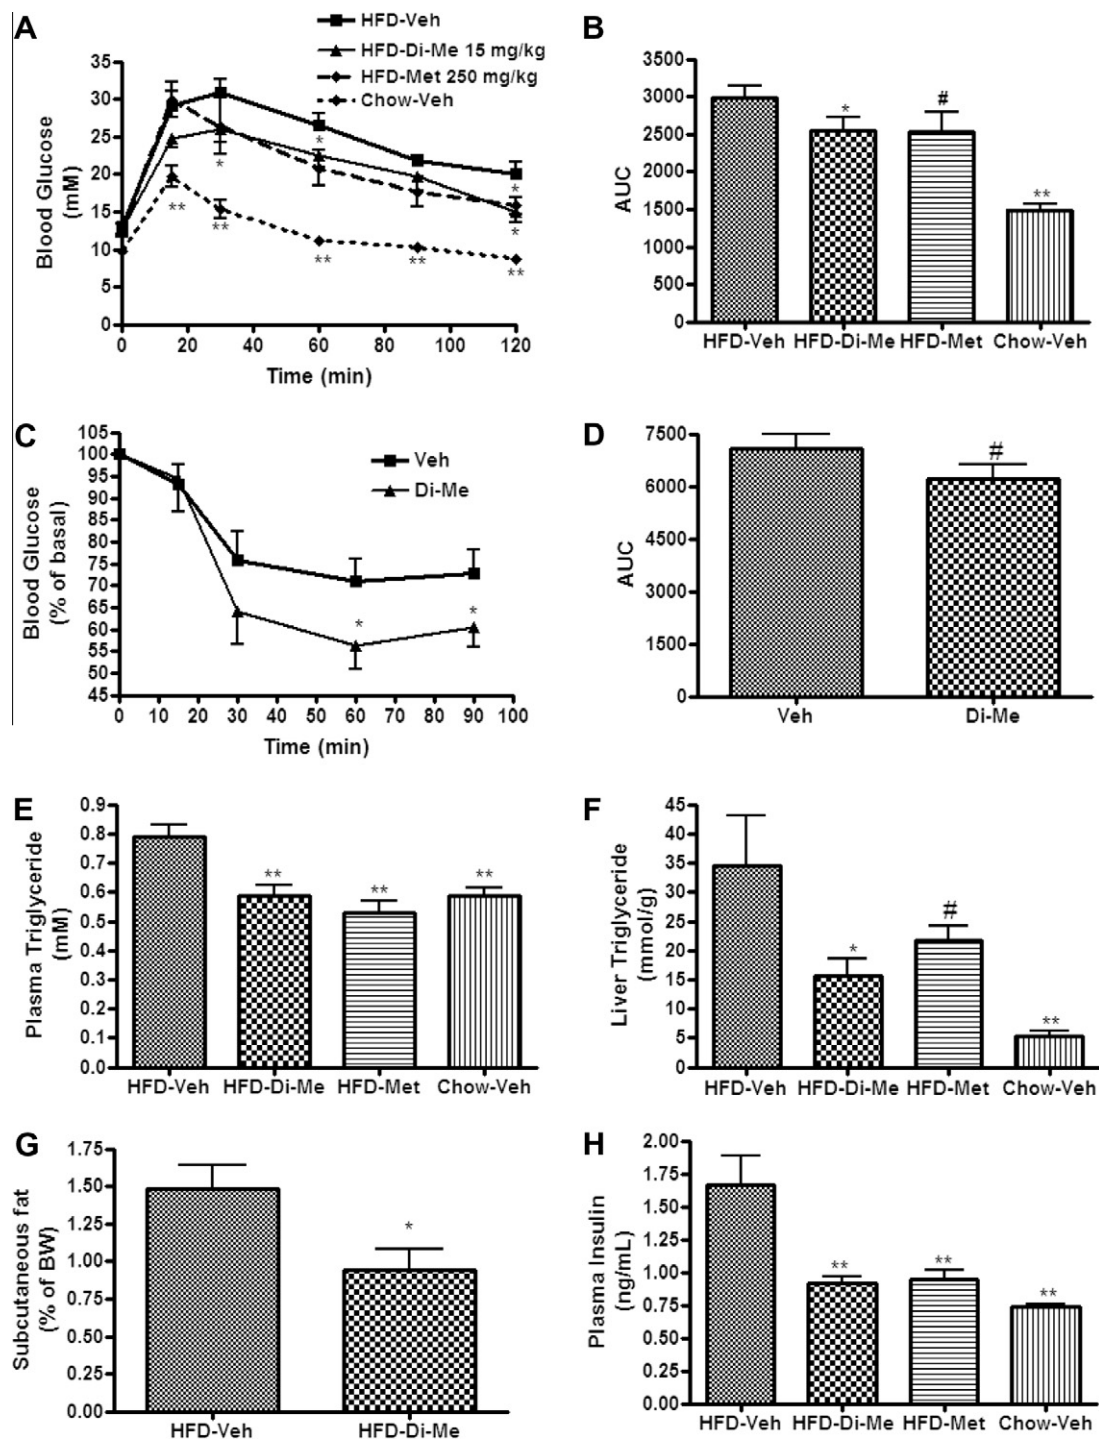 A
HFD-Veh
HFD-Di-Me 15 mg/kg
HFD-Met 250 mg/kg
Chow-Veh
Blood Glucose
(mM)
35
30
25
20
15
10
5
0
*
*
*
*
**
**
**
**
**
0 20 40 60 80 100 120
Time (min)
B
AUC
3500
3000
2500
2000
1500
1000
500
0
*
#
**
HFD-Veh HFD-Di-Me HFD-Met Chow-Veh
C
Veh
Di-Me
Blood Glucose
(% of basal)
105
100
95
90
85
80
75
70
65
60
55
50
45
*
*
0 10 20 30 40 50 60 70 80 90 100
Time (min)
D
AUC
7500
6000
4500
3000
1500
0
#
Veh Di-Me
E
Plasma Triglyceride
(mM)
0.9
0.8
0.7
0.6
0.5
0.4
0.3
0.2
0.1
0.0
**
**
**
HFD-Veh HFD-Di-Me HFD-Met Chow-Veh
F
Liver Triglyceride
(mmol/g)
45
40
35
30
25
20
15
10
5
0
*
#
**
HFD-Veh HFD-Di-Me HFD-Met Chow-Veh
G
Subcutaneous fat
(% of BW)
1.75
1.50
1.25
1.00
0.75
0.50
0.25
0.00
*
HFD-Veh HFD-Di-Me
H
Plasma Insulin
(ng/mL)
2.00
1.75
1.50
1.25
1.00
0.75
0.50
0.25
0.00
**
**
**
HFD-Veh HFD-Di-Me HFD-Met Chow-Veh